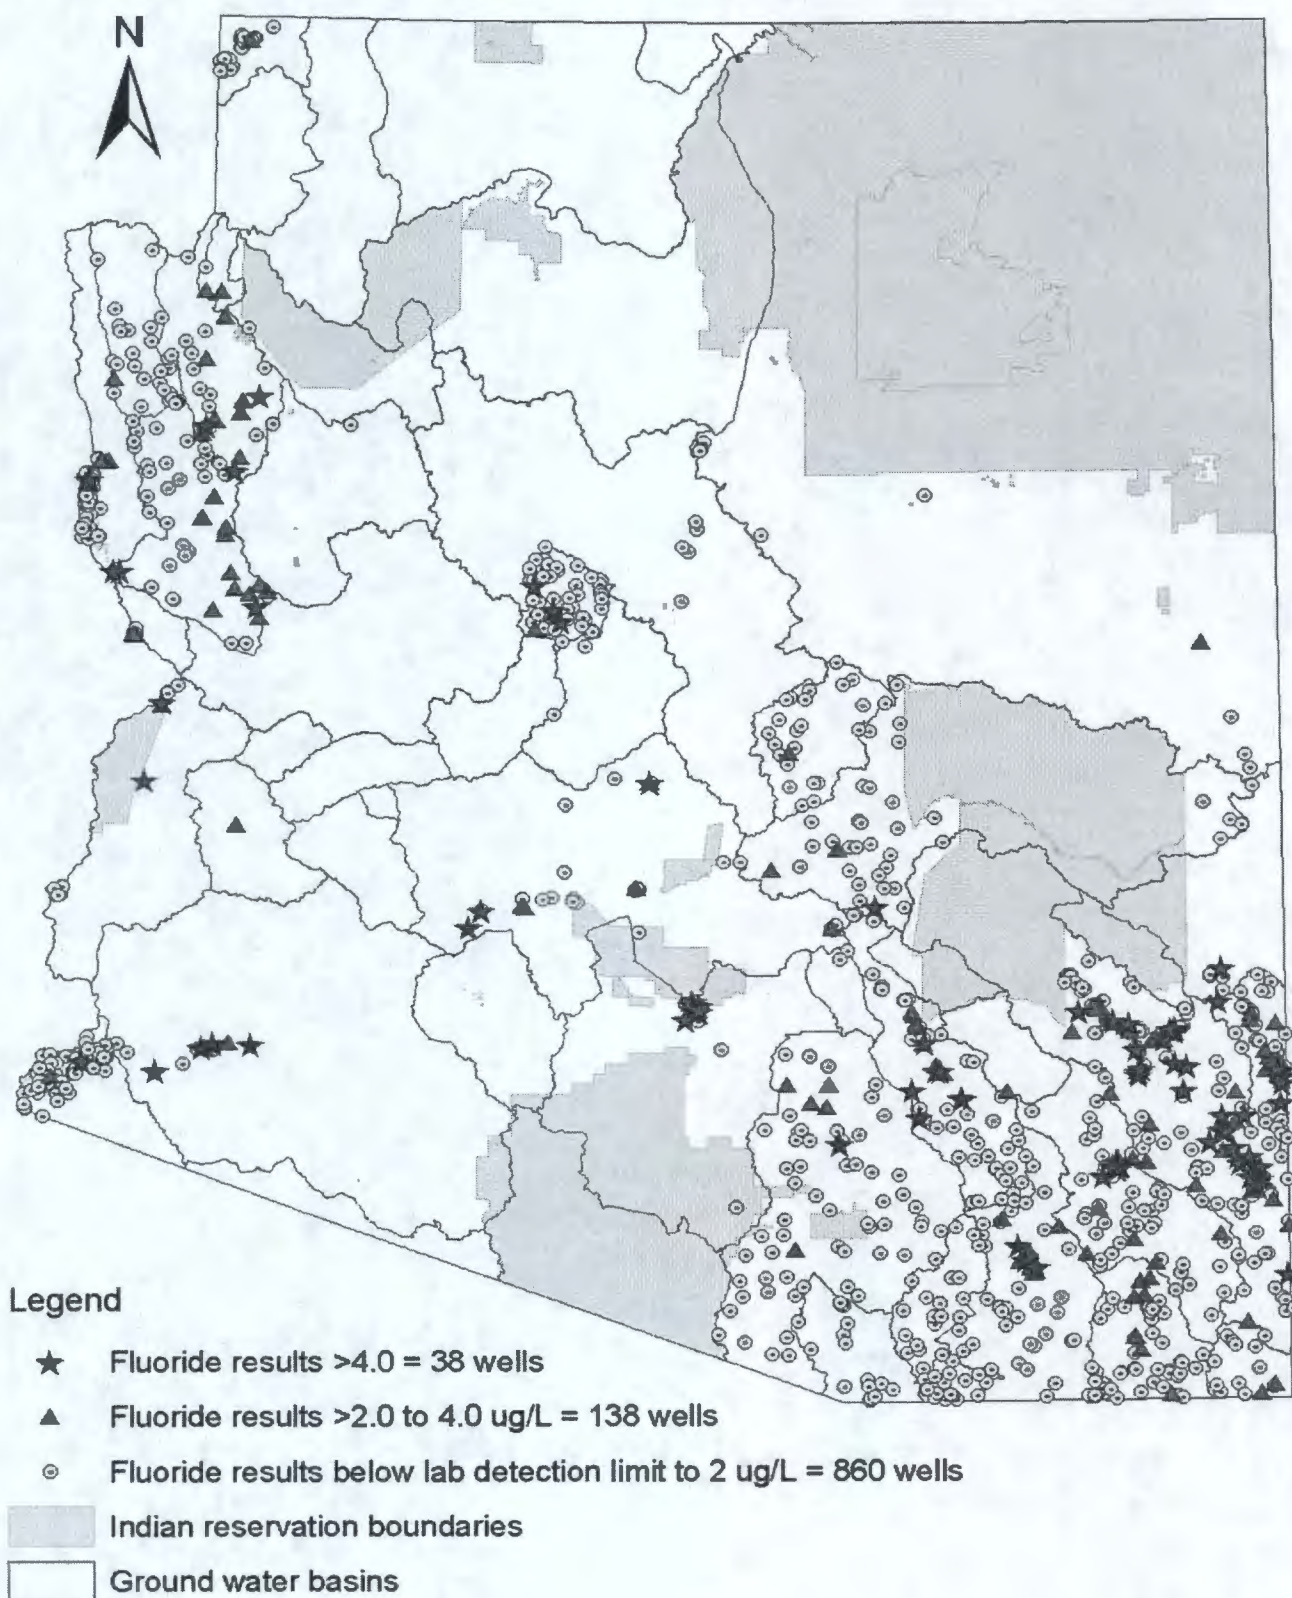 N
Legend
Fluoride results >4.0 = 38 wells
Fluoride results >2.0 to 4.0 ug/L = 138 wells
Fluoride results below lab detection limit to 2 ug/L = 860 wells
Indian reservation boundaries
Ground water basins